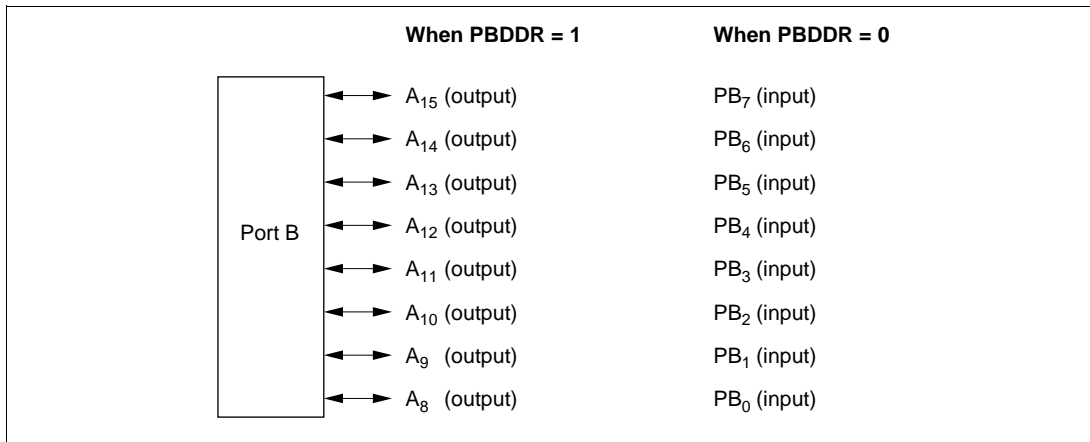 When PBDDR = 1 When PBDDR = 0
A15 (output) PB7 (input)
A14 (output) PB6 (input)
A13 (output) PB5 (input)
Port B A12 (output) PB4 (input)
A11 (output) PB3 (input)
A10 (output) PB2 (input)
A9 (output) PB1 (input)
A8 (output) PB0 (input)